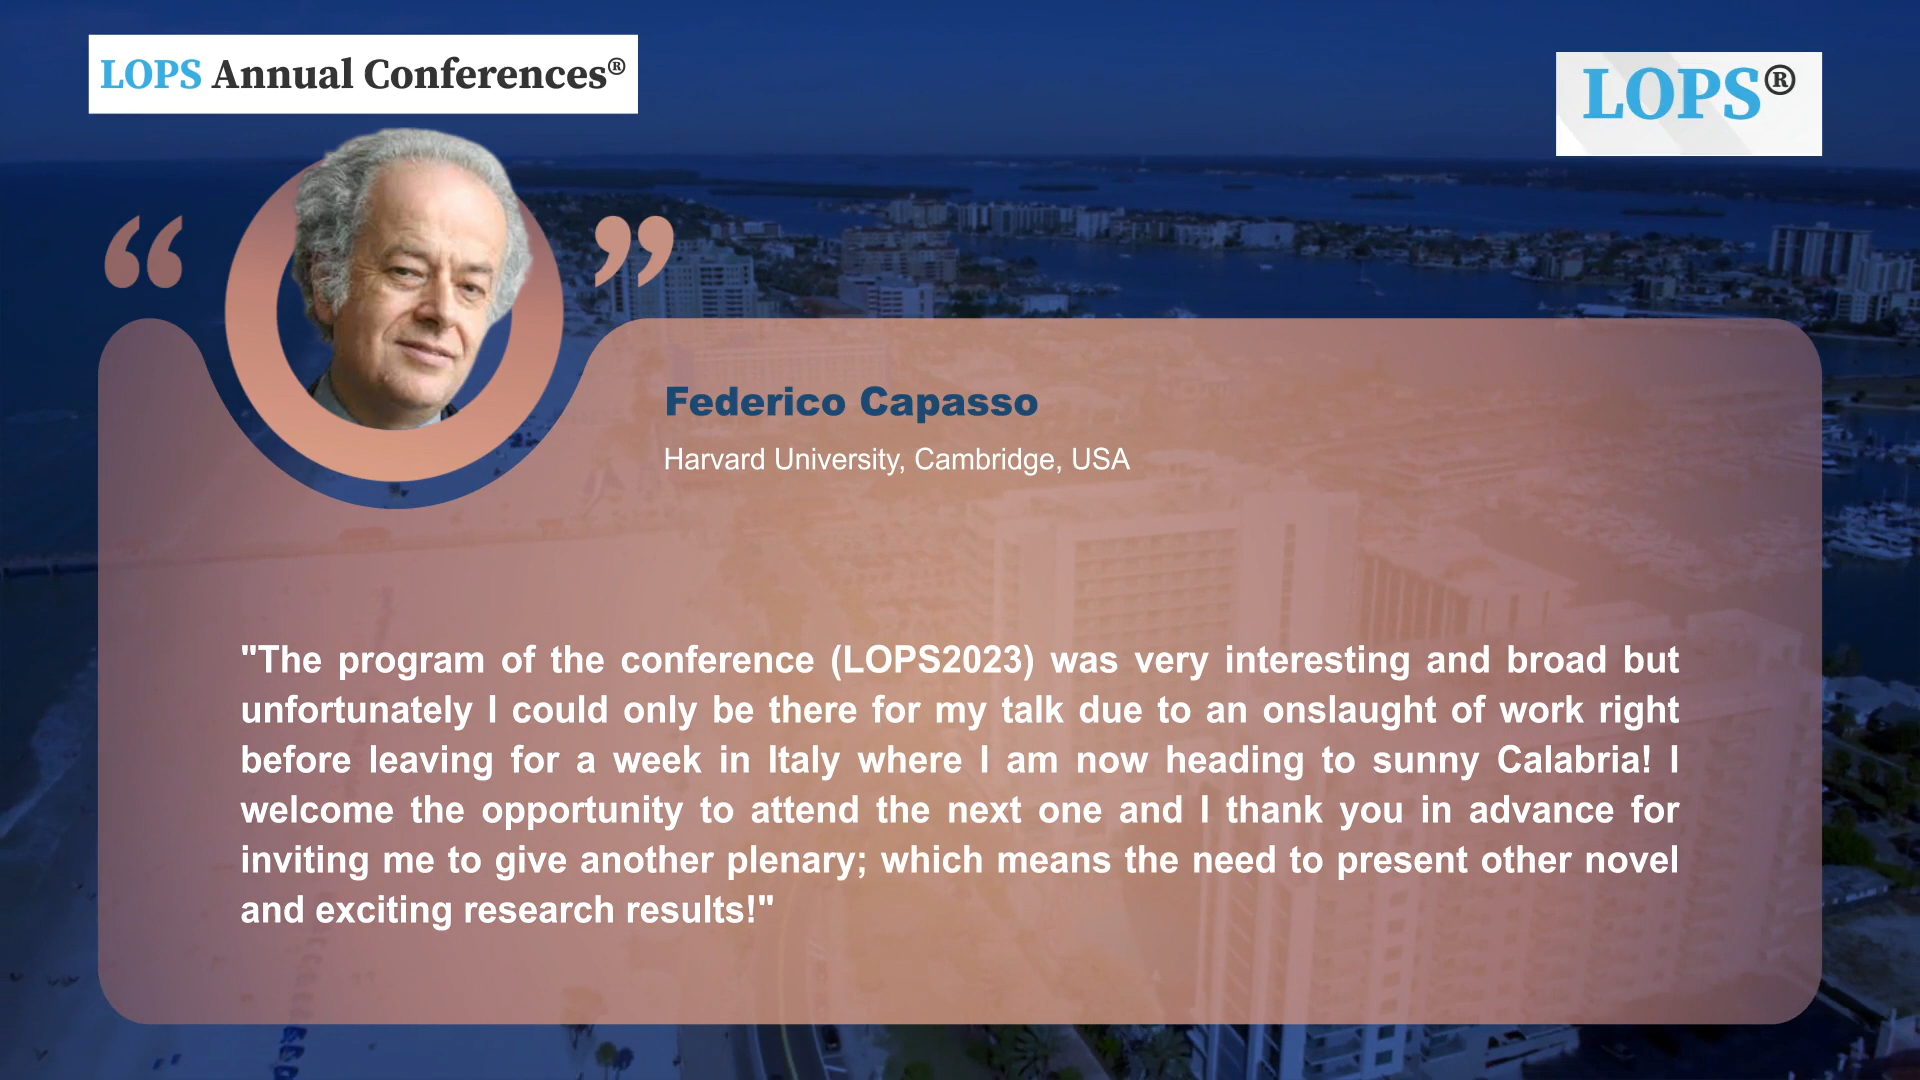 LOPS Annual Conferences®
LOPS®
“ ”
Federico Capasso
Harvard University, Cambridge, USA
"The program of the conference (LOPS2023) was very interesting and broad but
unfortunately I could only be there for my talk due to an onslaught of work right
before leaving for a week in Italy where I am now heading to sunny Calabria! I
welcome the opportunity to attend the next one and I thank you in advance for
inviting me to give another plenary; which means the need to present other novel
and exciting research results!"